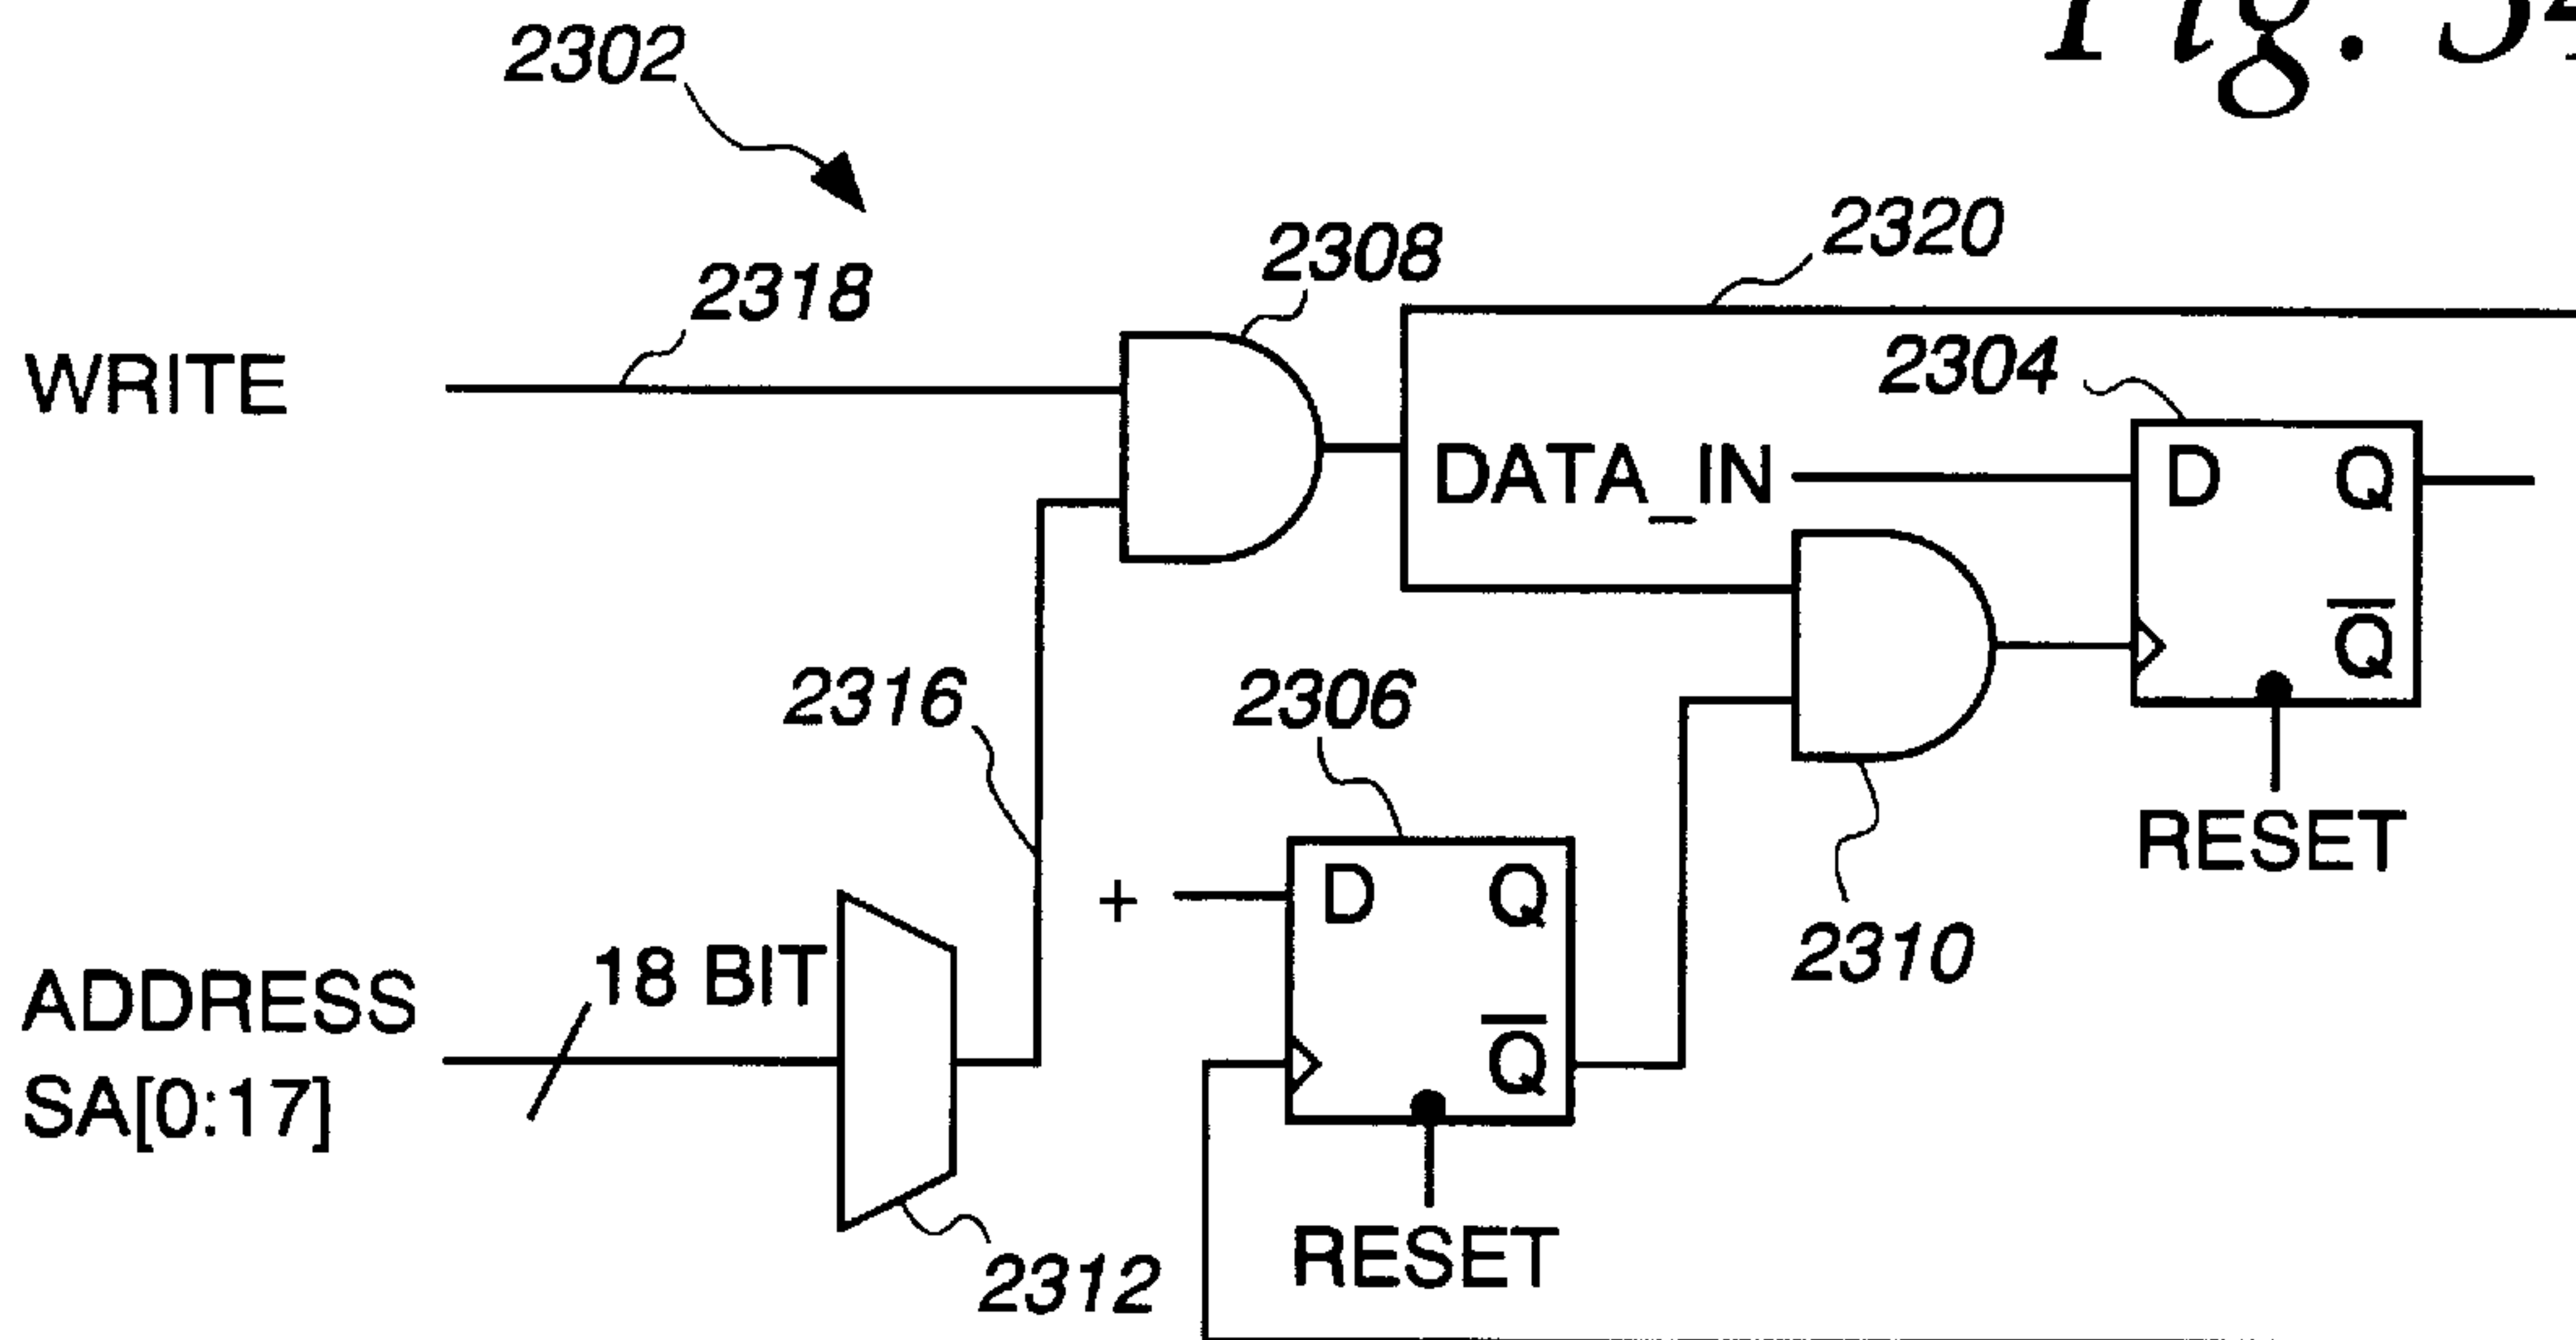 Fig. 34
2302
2318
2308
2320
WRITE
2304
DATA_IN
D Q
Q
2316
2306
RESET
+
D Q
2310
18 BIT
ADDRESS
SA[0:17]
Q
RESET
2312